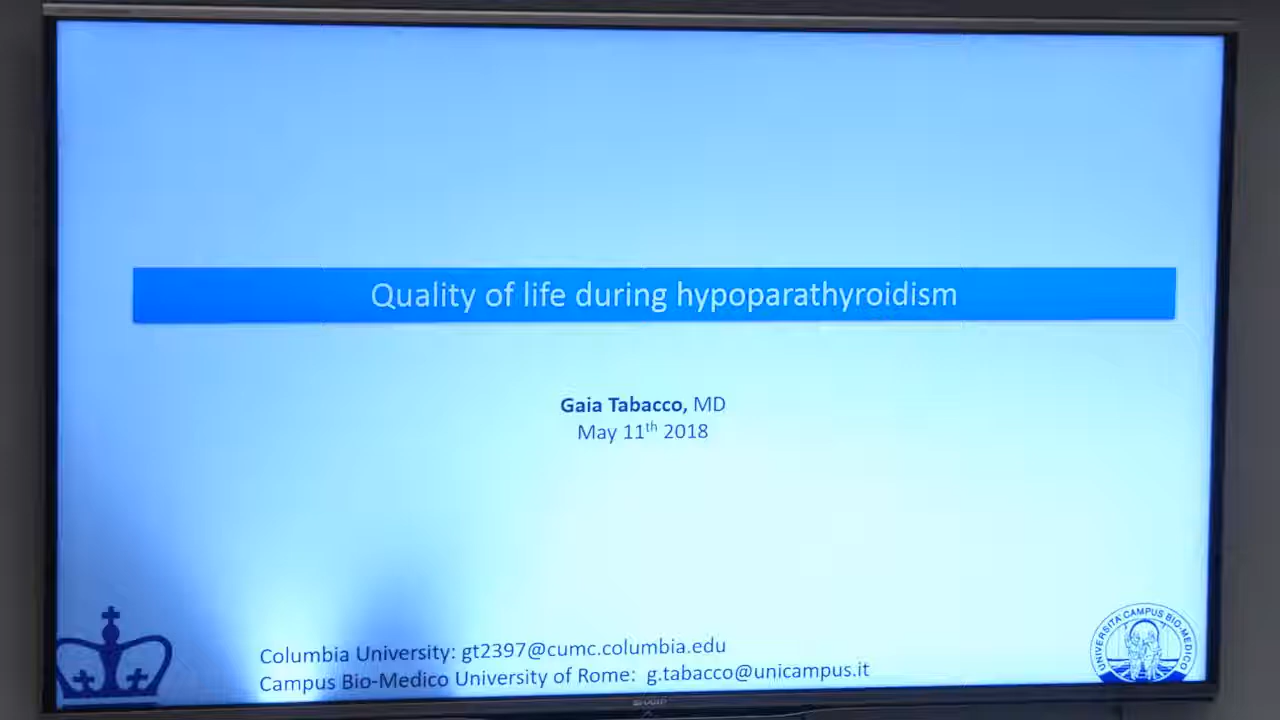 Quality of life during hypoparathyroidism
Gaia Tabacco, MD
May 11th 2018
Columbia University: gt2397@cumc.columbia.edu
Campus Bio-Medico University of Rome: g.tabacco@unicampus.it
UNIVERSITA CAMPUS BIO-MEDICO
SHARP